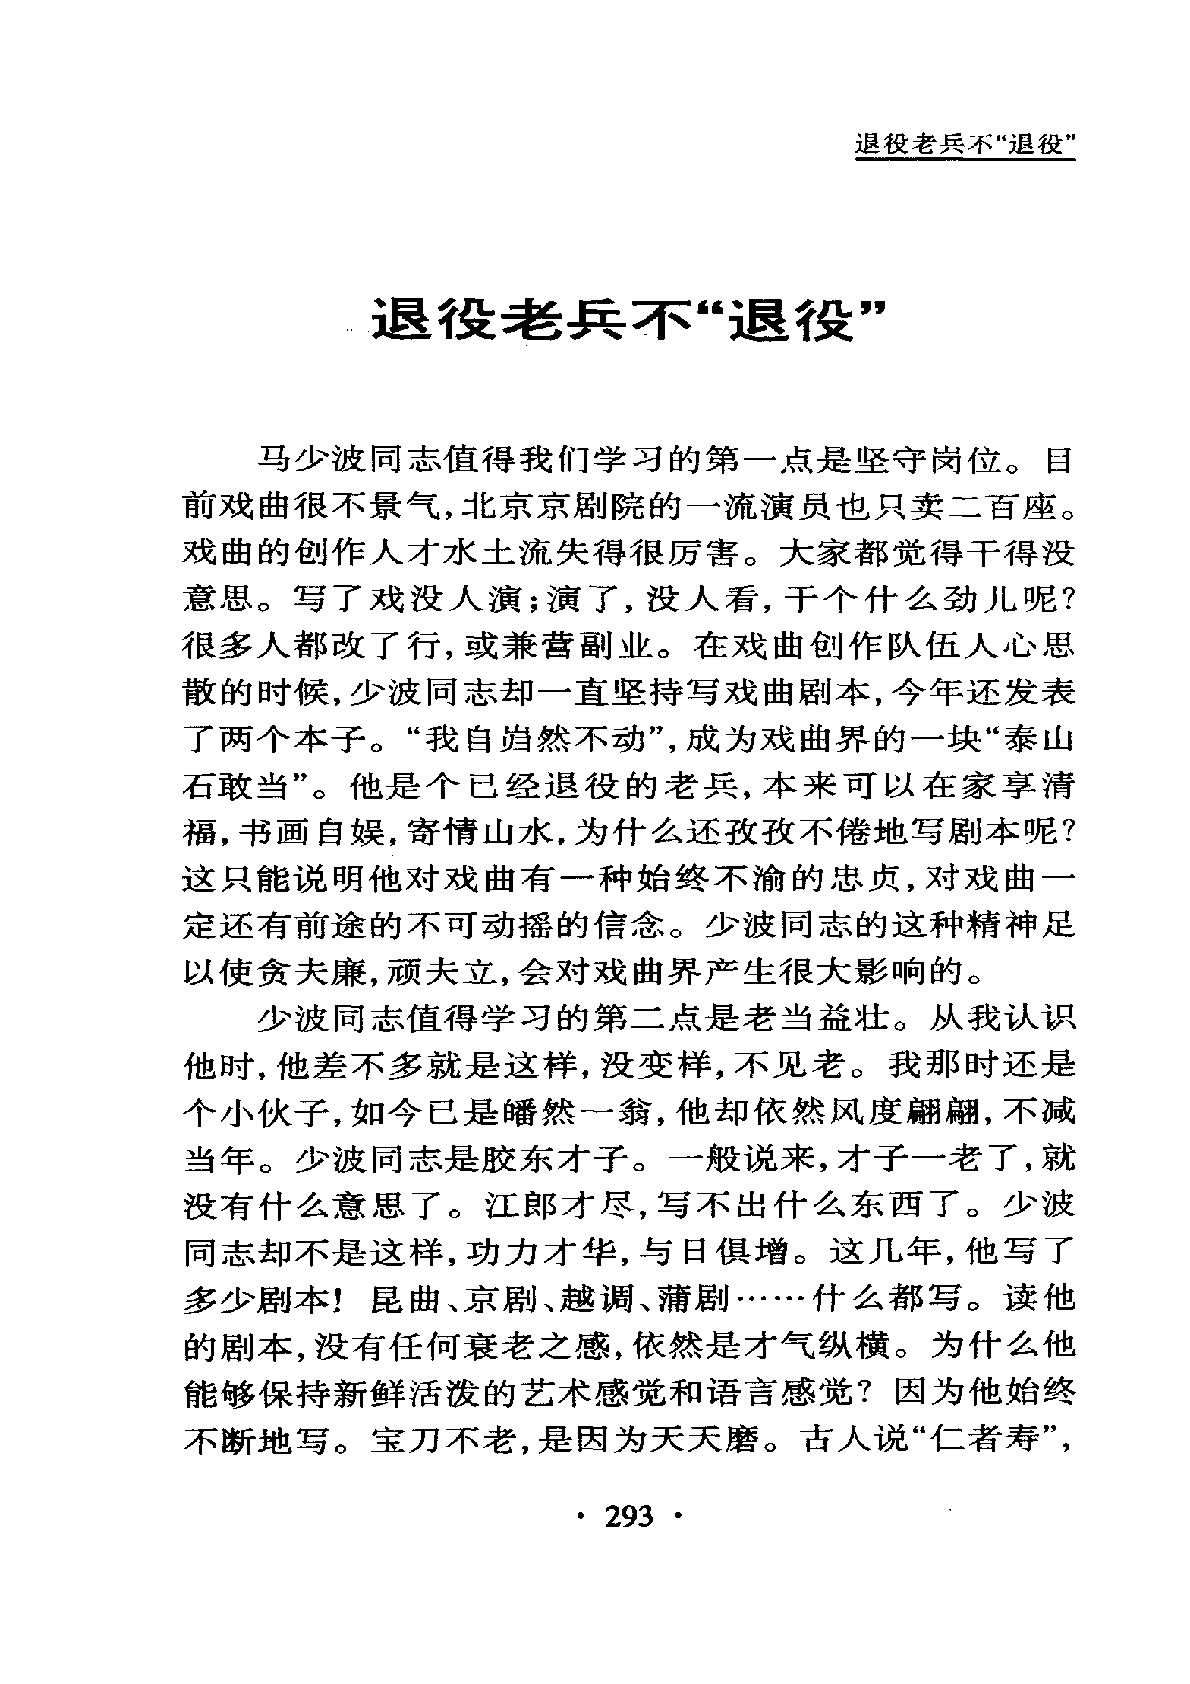 退役老兵不“退役”
退役老兵不“退役”
马少波同志值得我们学习的第一点是坚守岗位。目
前戏曲很不景气,北京京剧院的一流演员也只卖二百座。
戏曲的创作人才水土流失得很厉害。大家都觉得干得没
意思。写了戏没人演;演了,没人看,干个什么劲儿呢?
很多人都改了行,或兼营副业。在戏曲创作队伍人心思
散的时候,少波同志却一直坚持写戏曲剧本,今年还发表
了两个本子。“我自岿然不动”,成为戏曲界的一块“泰山
石敢当”。他是个已经退役的老兵,本来可以在家享清
福,书画自娱,寄情山水,为什么还孜孜不倦地写剧本呢?
这只能说明他对戏曲有一种始终不渝的忠贞,对戏曲一
定还有前途的不可动摇的信念。少波同志的这种精神足
以使贪夫廉,顽夫立,会对戏曲界产生很大影响的。
少波同志值得学习的第二点是老当益壮。从我认识
他时,他差不多就是这样,没变样,不见老。我那时还是
个小伙子,如今已是皤然一翁,他却依然风度翩翩,不减
当年。少波同志是胶东才子。一般说来,才子一老了,就
没有什么意思了。江郎才尽,写不出什么东西了。少波
同志却不是这样,功力才华,与日俱增。这几年,他写了
多少剧本!昆曲、京剧、越调、蒲剧……什么都写。读他
的剧本,没有任何衰老之感,依然是才气纵横。为什么他
能够保持新鲜活泼的艺术感觉和语言感觉?因为他始终
不断地写。宝刀不老,是因为天天磨。古人说“仁者寿”,
· 293 ·